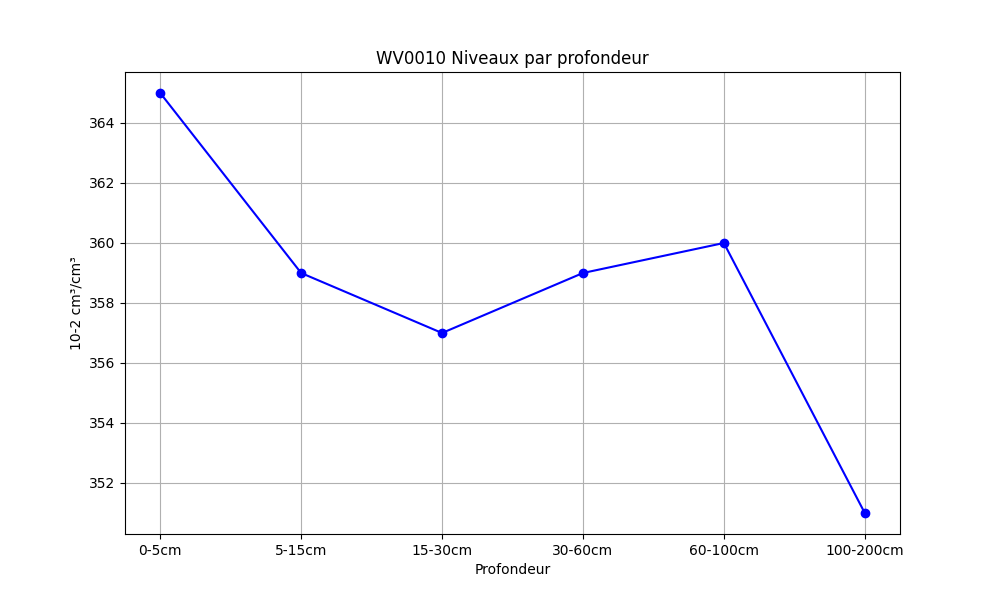 WV0010 Niveaux par profondeur
10-2 cm³/cm³
364
362
360
358
356
354
352
0-5cm
5-15cm
15-30cm
30-60cm
60-100cm
100-200cm
Profondeur